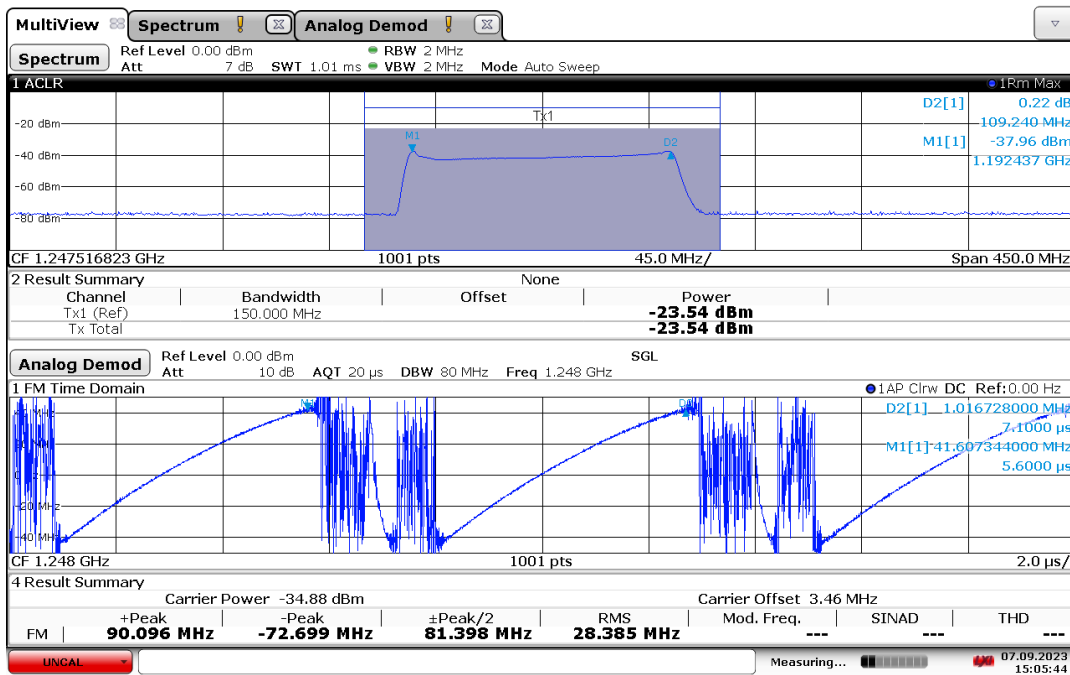 MultiView Spectrum Analog Demod
Spectrum
Ref Level 0.00 dBm RBW 2 MHz
Att 7 dB SWT 1.01 ms VBW 2 MHz Mode Auto Sweep
1 ACLR 1Rm Max
D2[1] 0.22 dB
109.240 MHz
M1[1] -37.96 dBm
1.192437 GHz
Tx1
M1
D2
-20 dBm
-40 dBm
-60 dBm
-80 dBm
CF 1.247516823 GHz 1001 pts 45.0 MHz/ Span 450.0 MHz
2 Result Summary None
Channel Bandwidth Offset Power
Tx1 (Ref) 150.000 MHz -23.54 dBm
Tx Total -23.54 dBm
Analog Demod
Ref Level 0.00 dBm SGL
Att 10 dB AQT 20 µs DBW 80 MHz Freq 1.248 GHz
1 FM Time Domain 1AP Clrw DC Ref:0.00 Hz
D2[1] 1.016728000 MHz
7.1000 µs
M1[1] 41.607344000 MHz
5.6000 µs
CF 1.248 GHz 1001 pts 2.0 µs/
4 Result Summary
Carrier Power -34.88 dBm Carrier Offset 3.46 MHz
+Peak -Peak ±Peak/2 RMS Mod. Freq. SINAD THD
FM 90.096 MHz -72.699 MHz 81.398 MHz 28.385 MHz --- --- ---
UNCAL Measuring... 07.09.2023
15:05:44